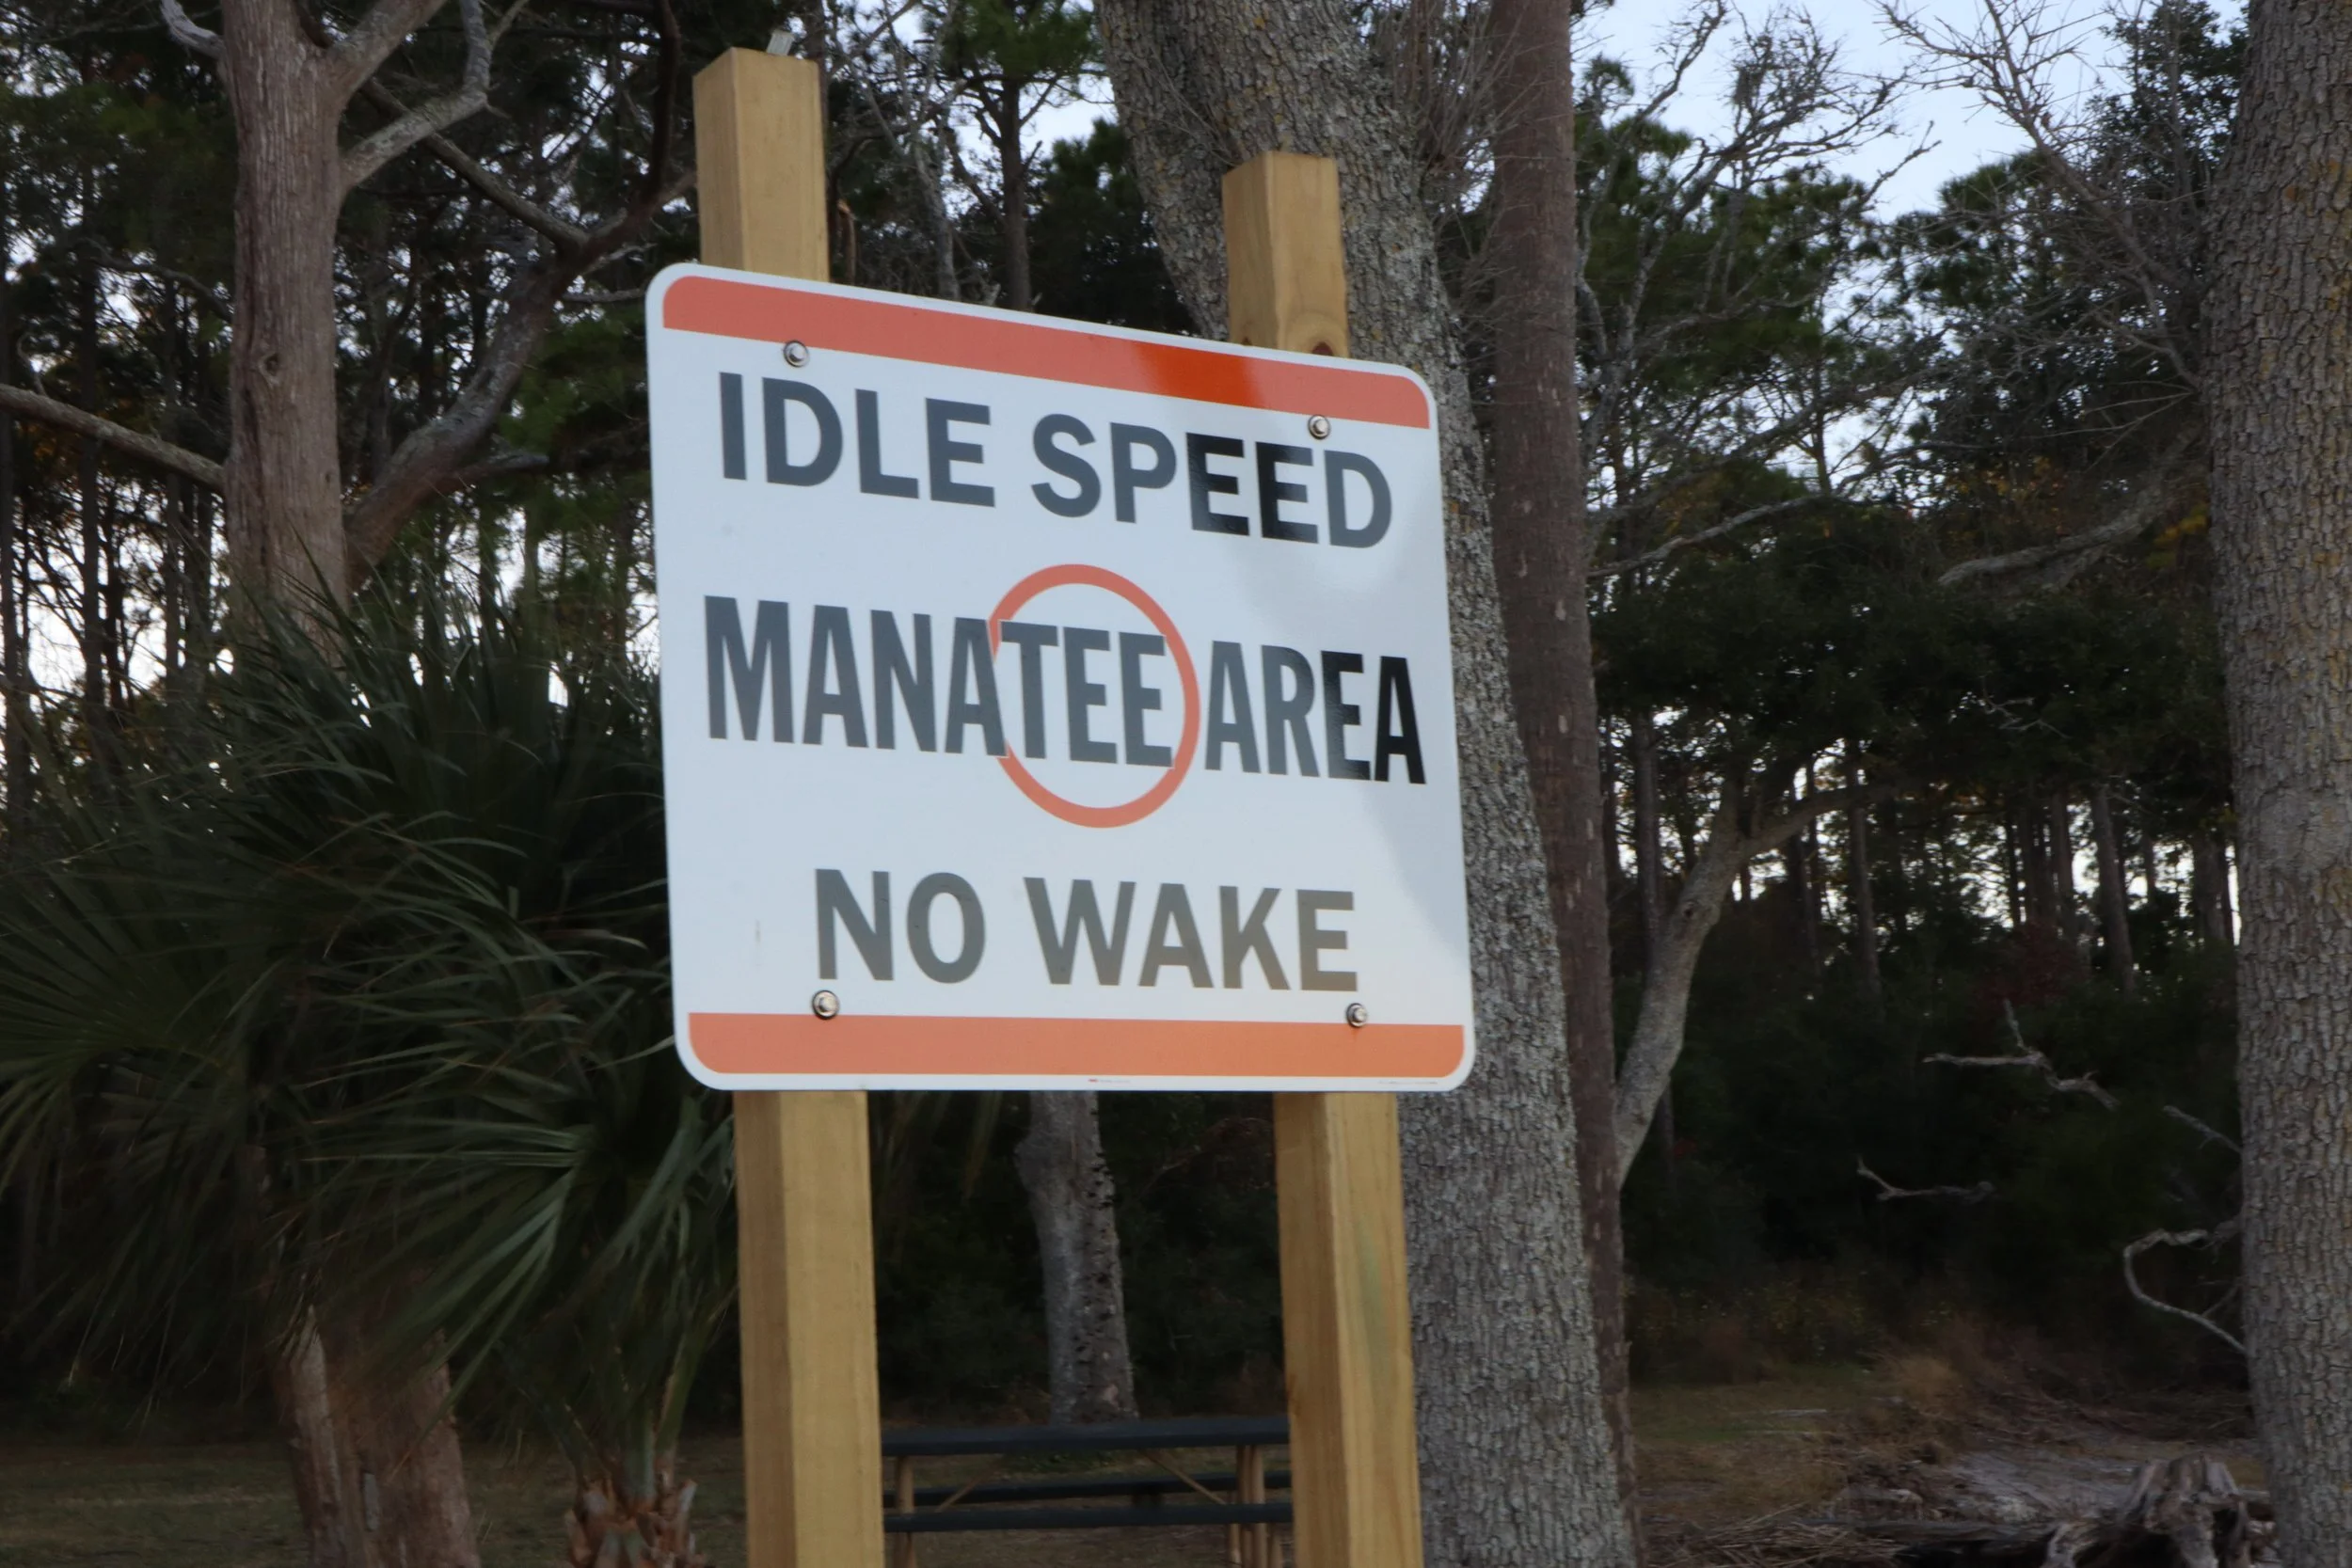 IDLE SPEED
MANATEE AREA
NO WAKE